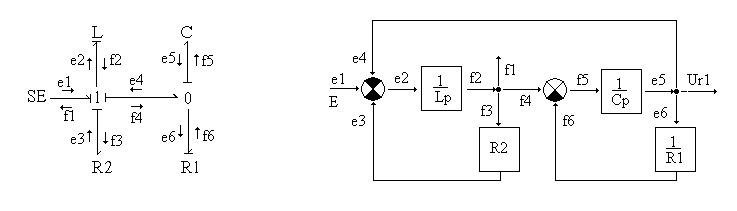 L C
e2 f2 e5 f5
e1 e4
SE 1 0
f1 f4
e3 f3 e6 f6
R2 R1
e4
e1 e2 1 Lp f2 f1 f5 1 Cp e5 Ur1
E f3 f4 e6
e3 f6
R2 1 R1